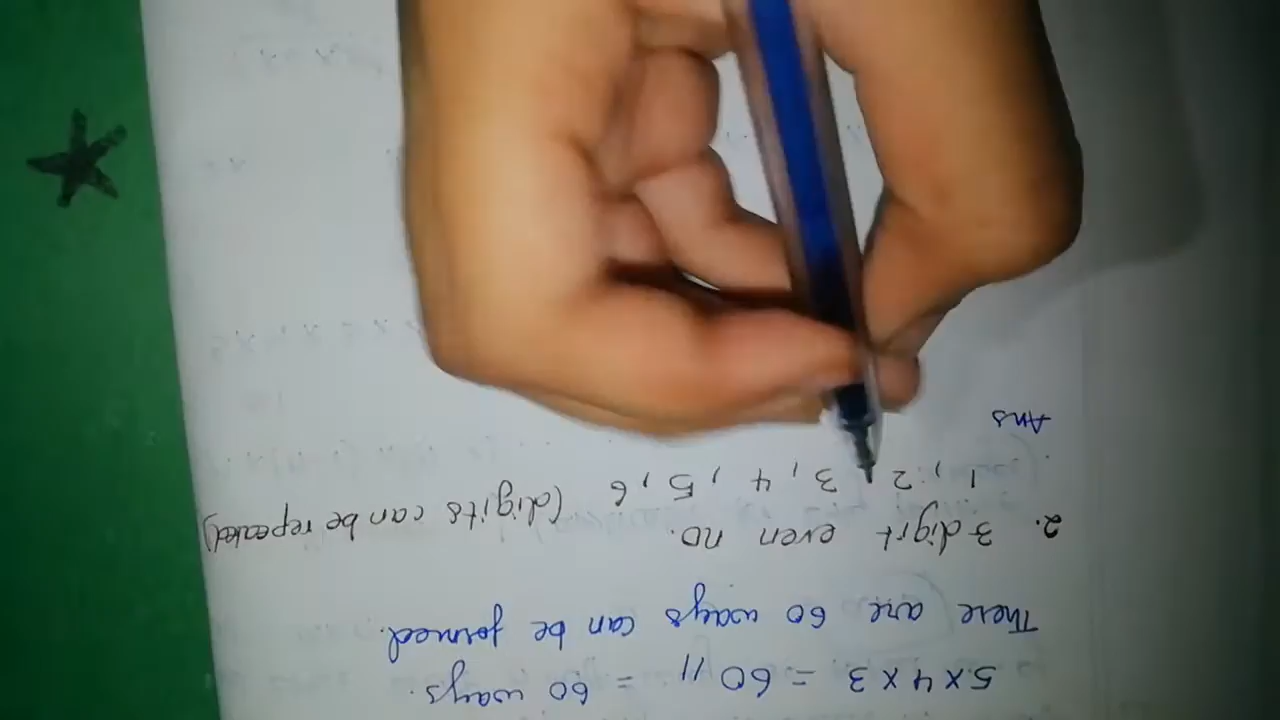 5 x 4 x 3 = 60 // = 60 ways.
There are 60 ways can be formed.
2. 3 digit even no.
1, 2, 3, 4, 5, 6 (digits can be repeated)
Ans